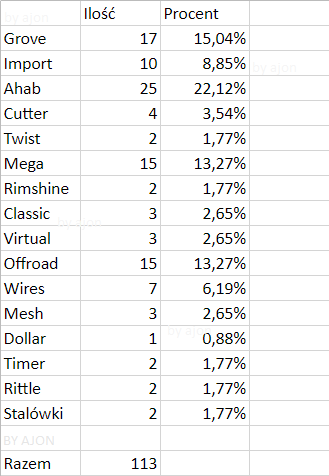 by ajon
Ilość Procent
Grove 17 15,04%
Import 10 8,85%
by ajon
Ahab 25 22,12%
Cutter 4 3,54%
Twist 2 1,77%
Mega 15 13,27%
Rimshine 2 1,77%
Classic 3 2,65%
by ajon
Virtual 3 2,65%
Offroad 15 13,27%
Wires 7 6,19%
Mesh 3 2,65%
by ajon
Dollar 1 0,88%
Timer 2 1,77%
Rittle 2 1,77%
Stalówki 2 1,77%
BY AJON
Razem 113